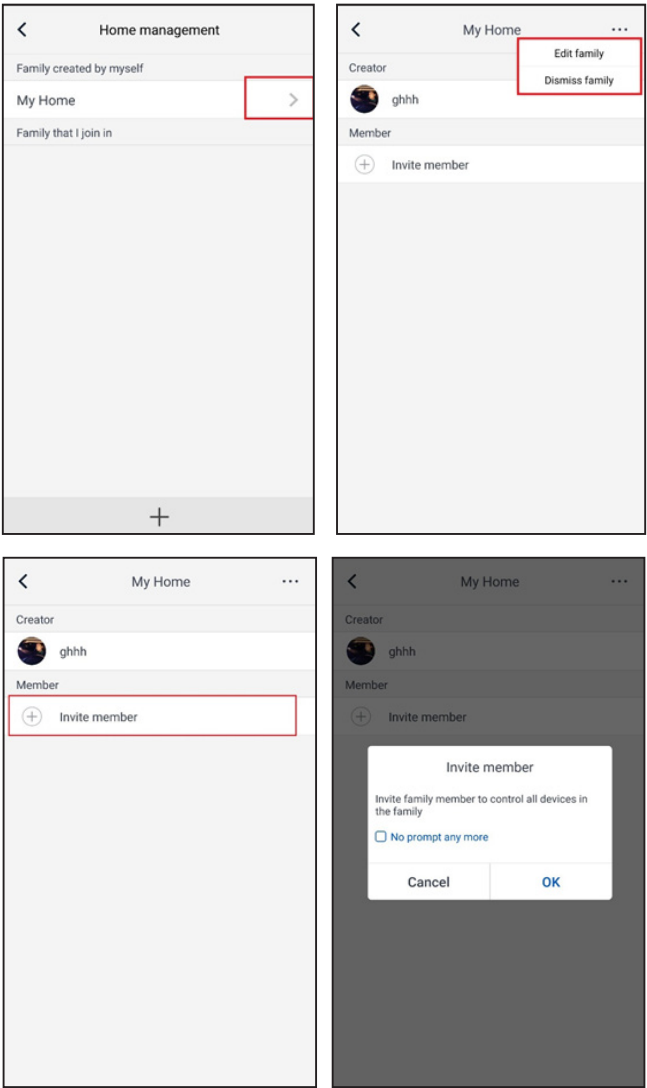 Home management
Family created by myself
My Home
Family that I join in
My Home
Edit family
Dismiss family
Creator
ghhh
Member
Invite member
My Home
Creator
ghhh
Member
Invite member
My Home
Creator
ghhh
Member
Invite member
Invite member
Invite family member to control all devices in
the family
No prompt any more
Cancel OK